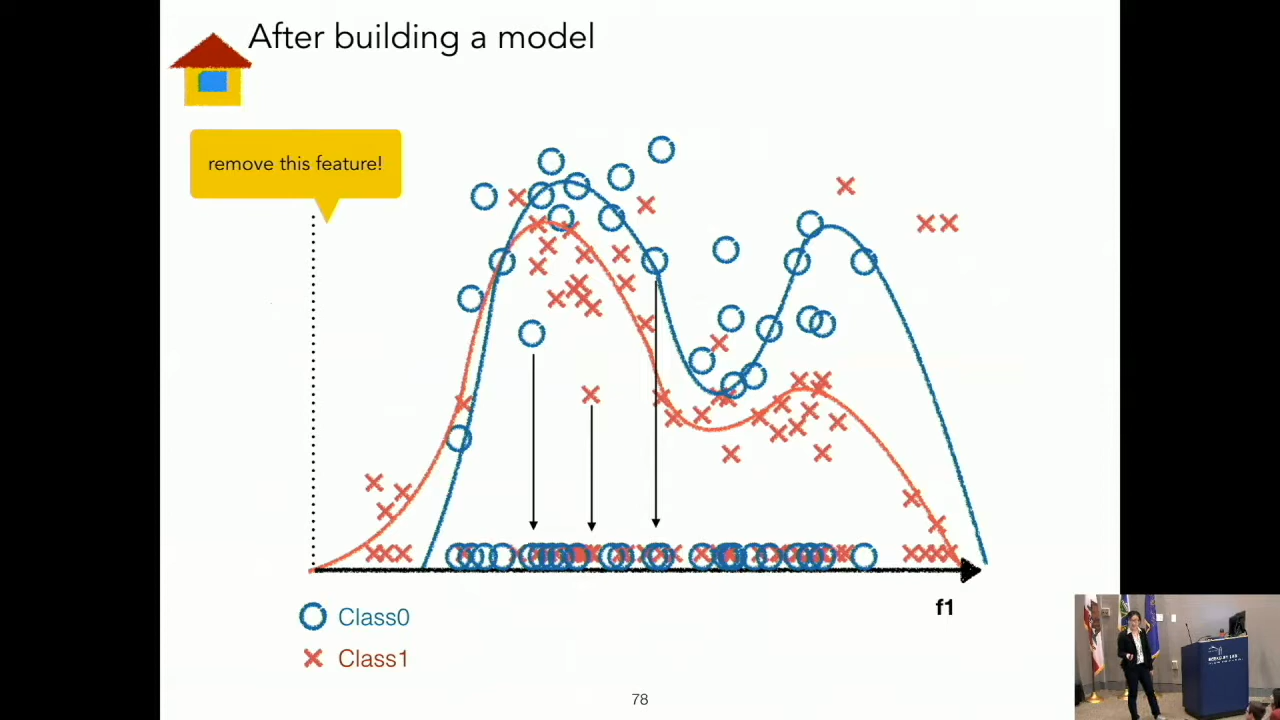 After building a model
remove this feature!
f1
Class0
Class1
78